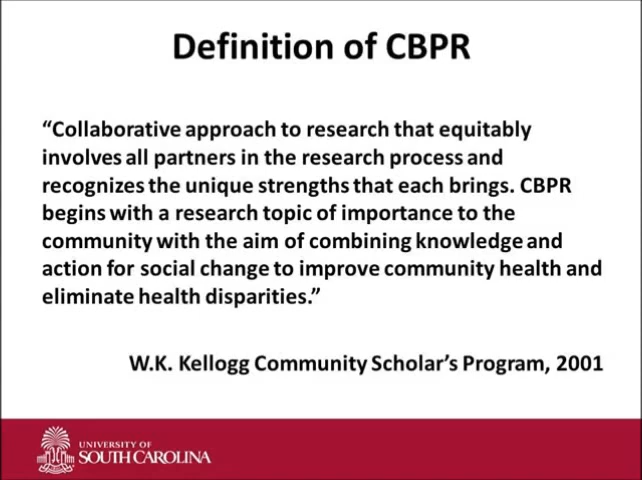 Definition of CBPR
“Collaborative approach to research that equitably
involves all partners in the research process and
recognizes the unique strengths that each brings. CBPR
begins with a research topic of importance to the
community with the aim of combining knowledge and
action for social change to improve community health and
eliminate health disparities.”
W.K. Kellogg Community Scholar’s Program, 2001
UNIVERSITY OF
SOUTH CAROLINA